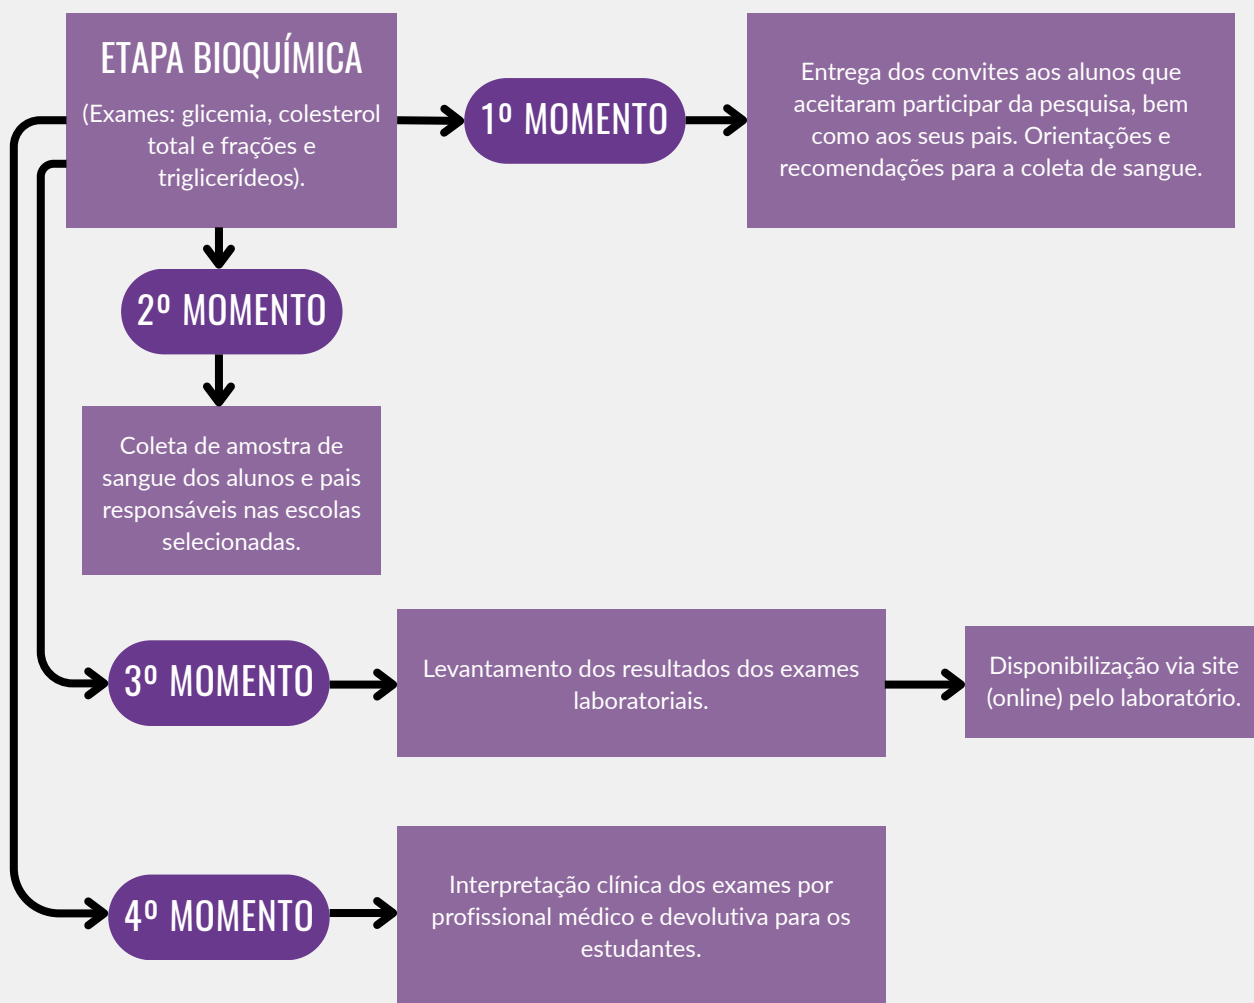 ETAPA BIOQUÍMICA
(Exames: glicemia, colesterol
total e frações e
triglicerídeos).
1º MOMENTO
Entrega dos convites aos alunos que
aceitaram participar da pesquisa, bem
como aos seus pais. Orientações e
recomendações para a coleta de sangue.
2º MOMENTO
Coleta de amostra de
sangue dos alunos e pais
responsáveis nas escolas
selecionadas.
3º MOMENTO
Levantamento dos resultados dos exames
laboratoriais.
Disponibilização via site
(online) pelo laboratório.
4º MOMENTO
Interpretação clínica dos exames por
profissional médico e devolutiva para os
estudantes.